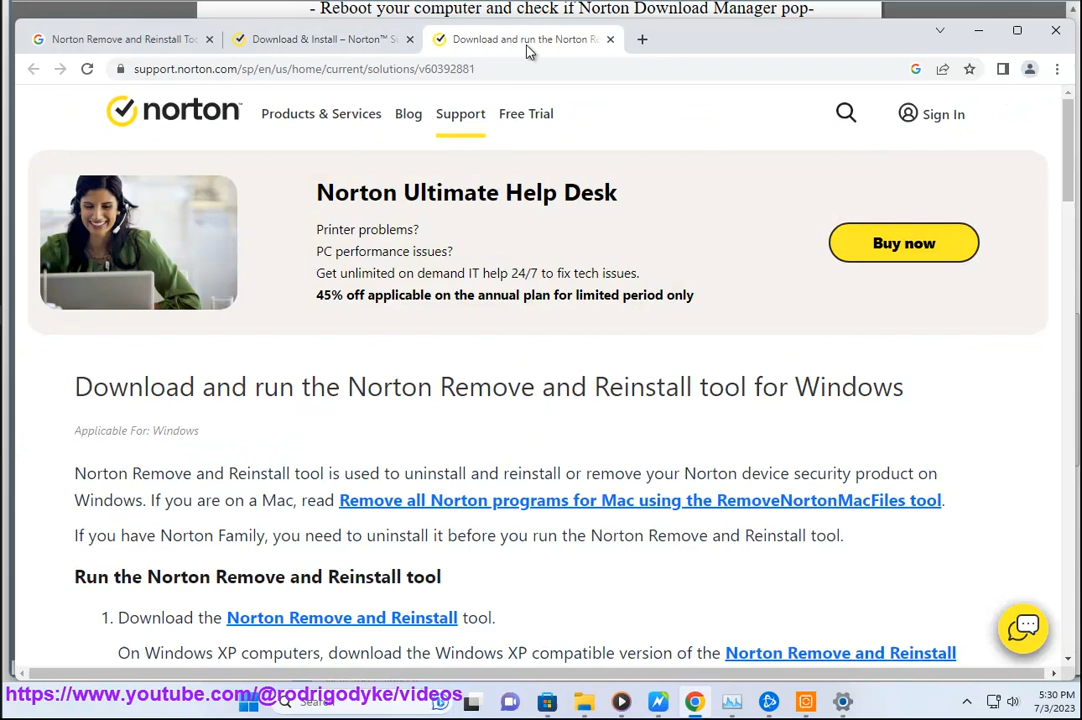 - Reboot your computer and check if Norton Download Manager pop-
Norton Remove and Reinstall Too
Download & Install – Norton™ S
Download and run the Norton R
support.norton.com/sp/en/us/home/current/solutions/v60392881
norton
Products & Services
Blog
Support
Free Trial
Sign In
Norton Ultimate Help Desk
Printer problems?
PC performance issues?
Get unlimited on demand IT help 24/7 to fix tech issues.
45% off applicable on the annual plan for limited period only
Buy now
Download and run the Norton Remove and Reinstall tool for Windows
Applicable For: Windows
Norton Remove and Reinstall tool is used to uninstall and reinstall or remove your Norton device security product on
Windows. If you are on a Mac, read Remove all Norton programs for Mac using the RemoveNortonMacFiles tool.
If you have Norton Family, you need to uninstall it before you run the Norton Remove and Reinstall tool.
Run the Norton Remove and Reinstall tool
1. Download the Norton Remove and Reinstall tool.
On Windows XP computers, download the Windows XP compatible version of the Norton Remove and Reinstall
https://www.youtube.com/@rodrigodyke/videos
Search
5:30 PM
7/3/2023